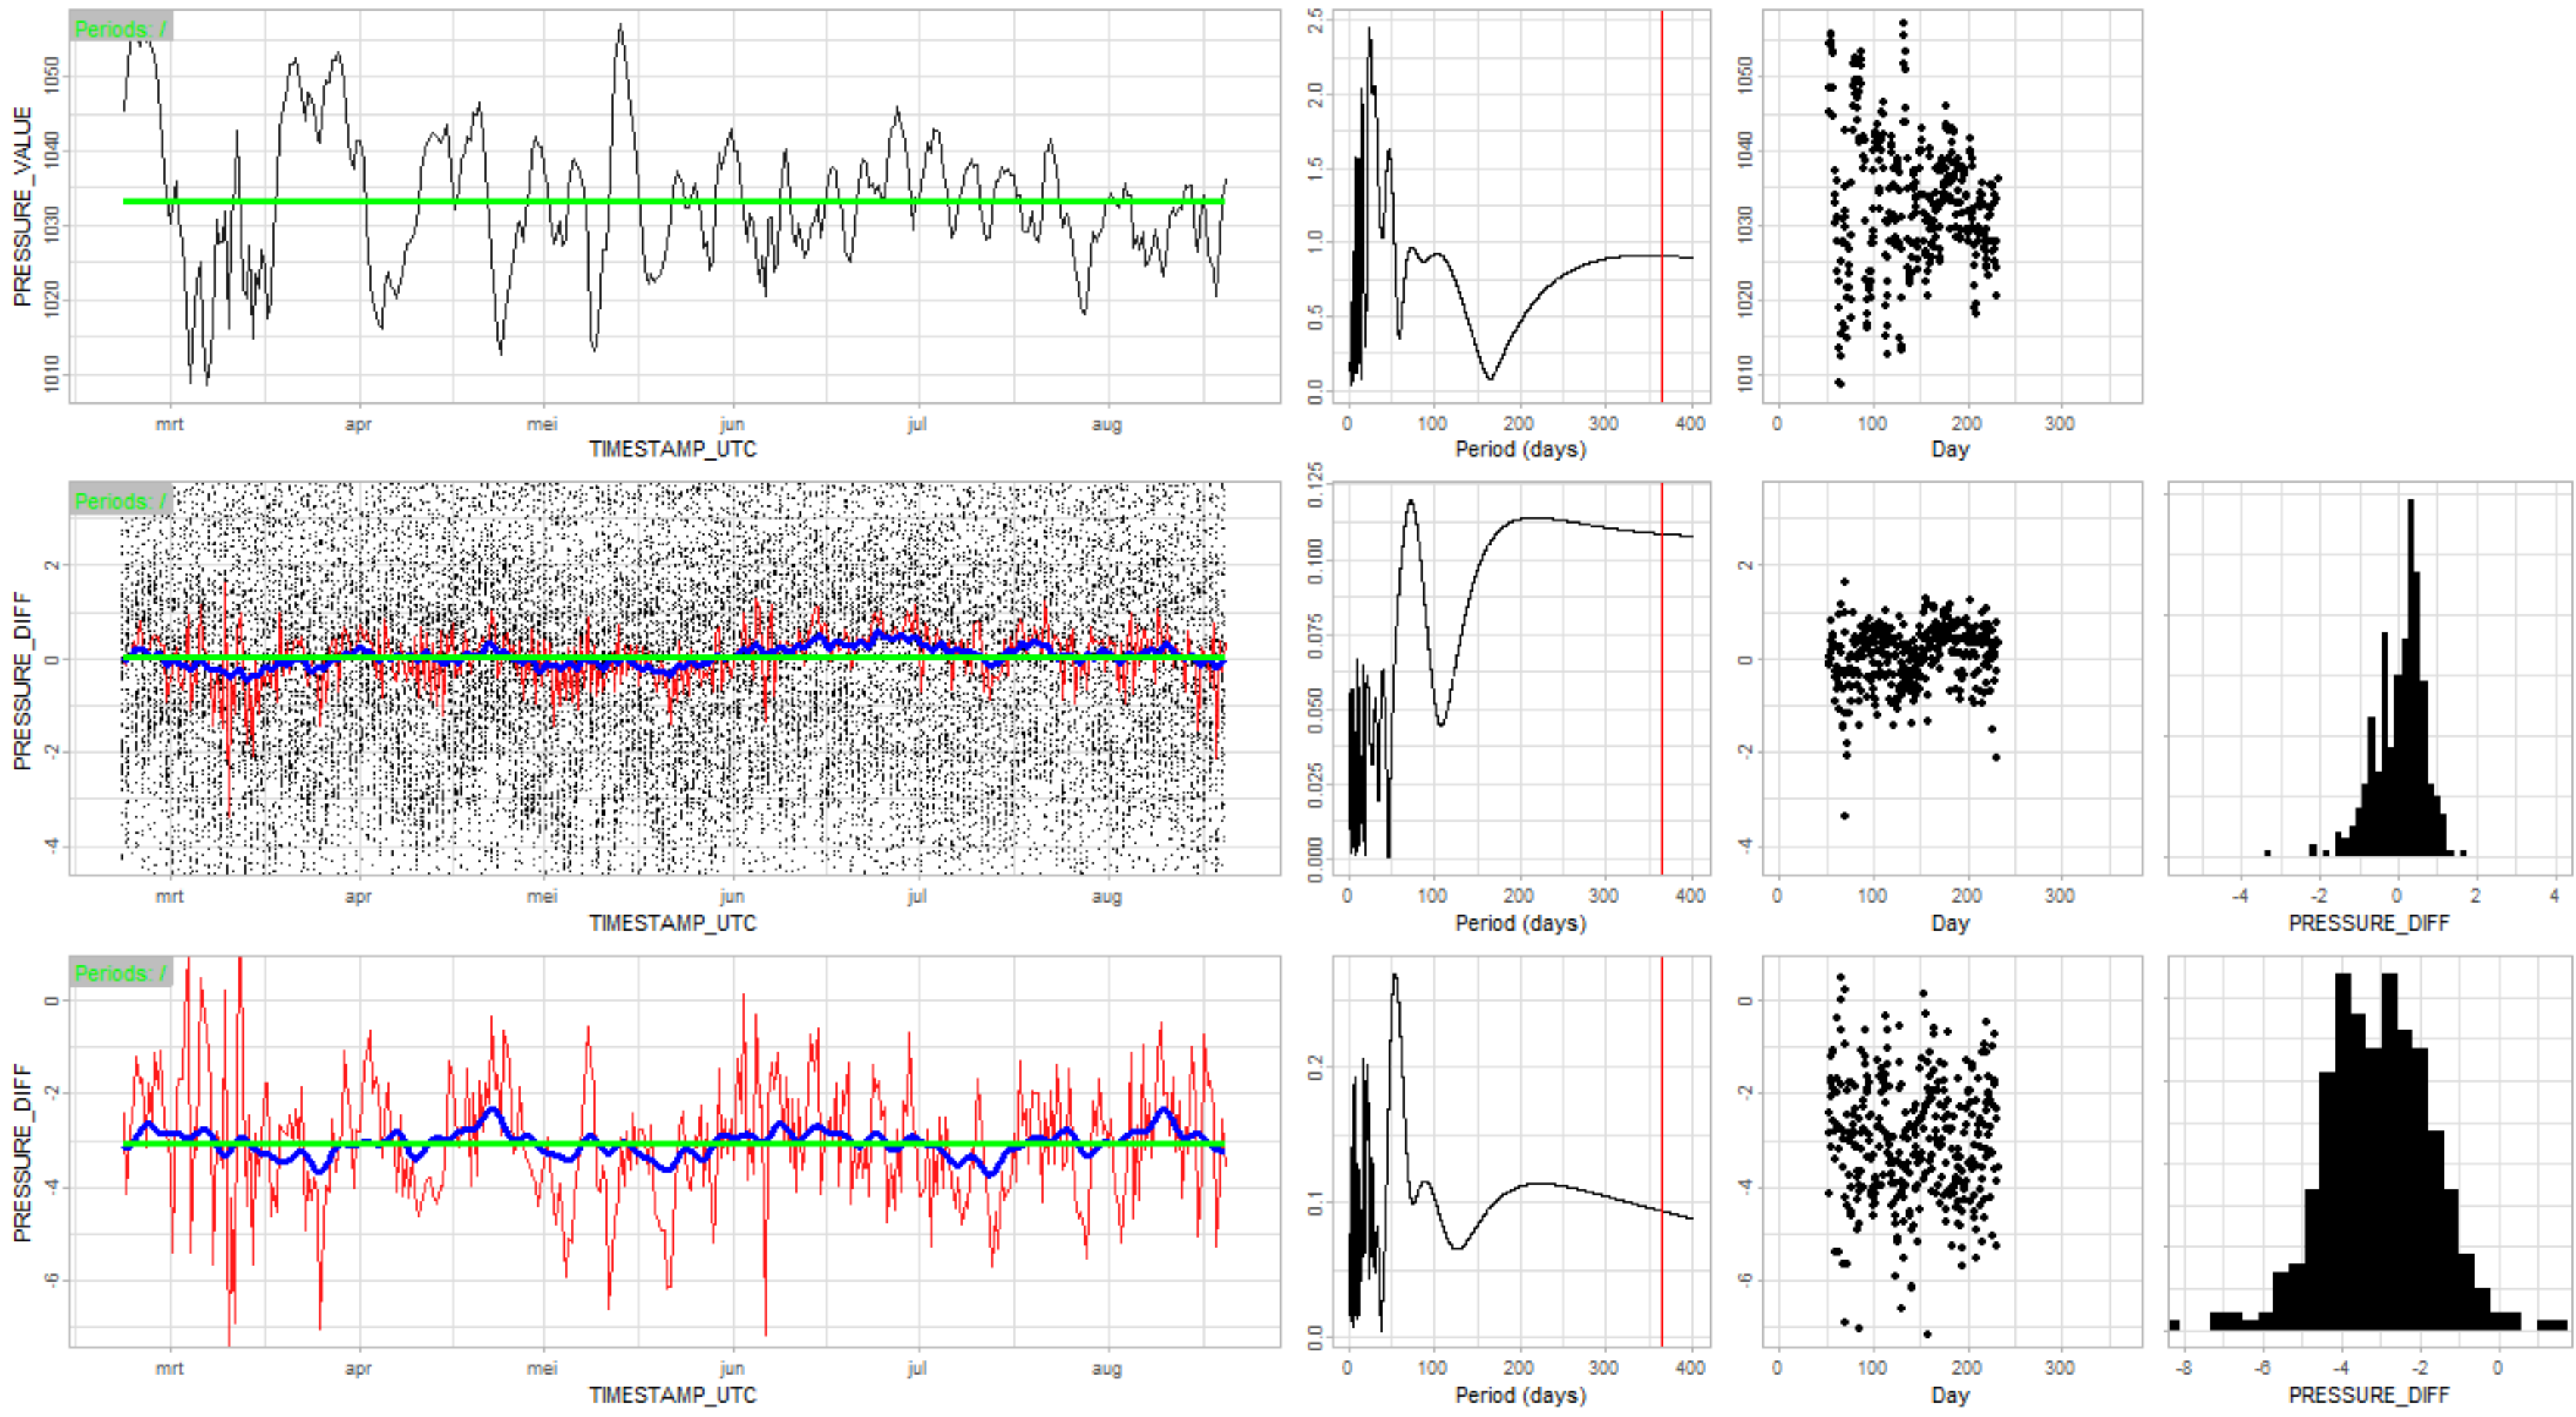 Periods: /
PRESSURE_VALUE
1010 1020 1030 1040 1050
mrt apr mei jun jul aug
TIMESTAMP_UTC
0.0 0.5 1.0 1.5 2.0 2.5
0 100 200 300 400
Period (days)
1010 1020 1030 1040 1050
0 100 200 300
Day
Periods: /
PRESSURE_DIFF
-4 -2 0 2
mrt apr mei jun jul aug
TIMESTAMP_UTC
0.000 0.025 0.050 0.075 0.100 0.125
0 100 200 300 400
Period (days)
-4 -2 0 2
0 100 200 300
Day
-4 -2 0 2 4
PRESSURE_DIFF
Periods: /
PRESSURE_DIFF
-6 -4 -2 0
mrt apr mei jun jul aug
TIMESTAMP_UTC
0.0 0.1 0.2
0 100 200 300 400
Period (days)
-6 -4 -2 0
0 100 200 300
Day
-8 -6 -4 -2 0
PRESSURE_DIFF